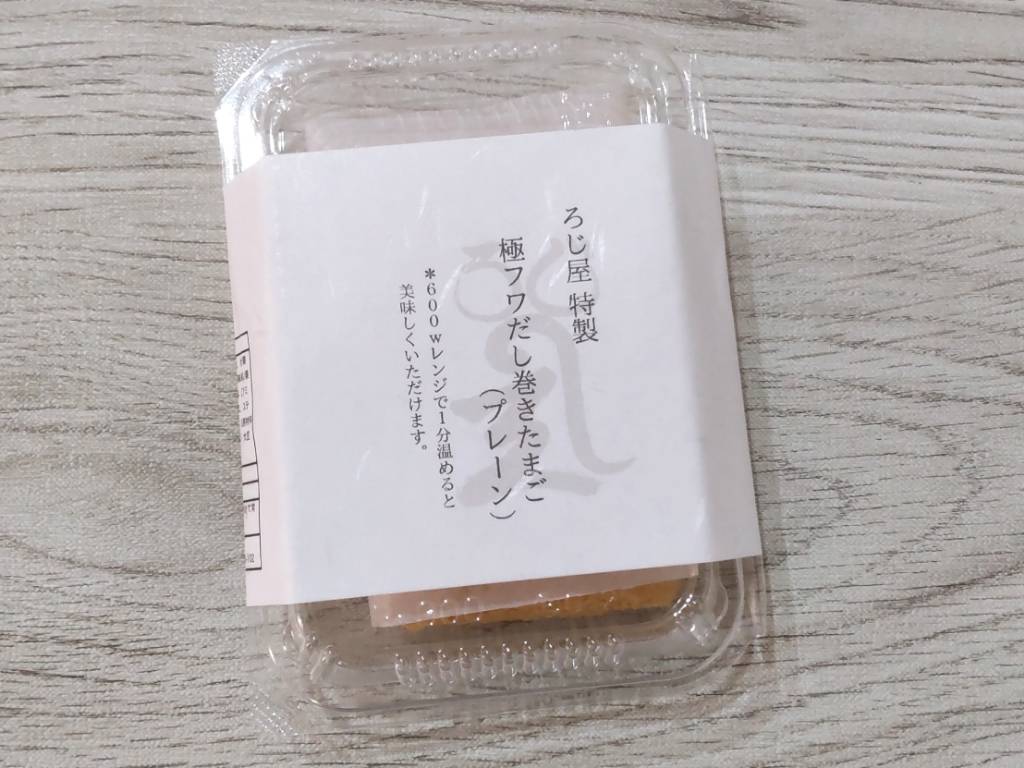 ろじ屋 特製
極フワだし巻きたまご
(プレーン)
*600wレンジで1分温めると
美味しくいただけます。